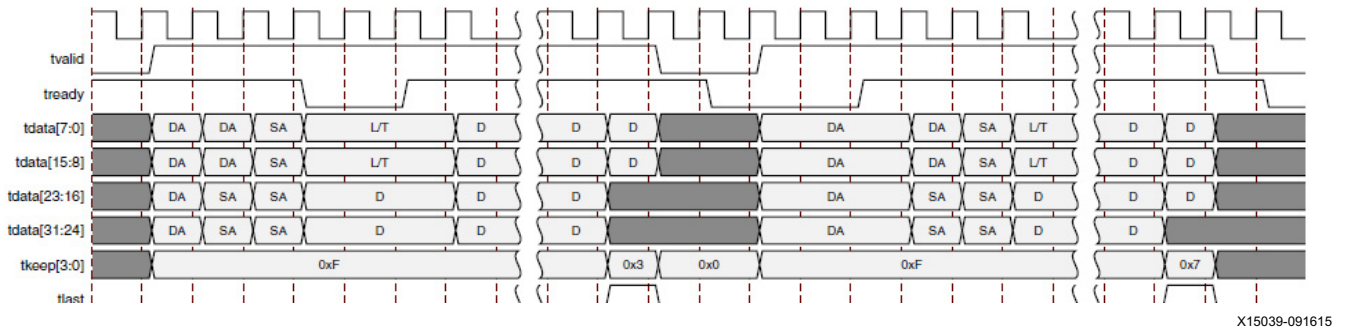 tvalid
tready
tdata[7:0] DA DA SA L/T D D D DA DA SA L/T D D
tdata[15:8] DA DA SA L/T D D D DA DA SA L/T D D
tdata[23:16] DA SA SA D D D DA SA SA D D D
tdata[31:24] DA SA SA D D D DA SA SA D D
tkeep[3:0] 0xF 0x3 0x0 0xF 0x7
tlast
X15039-091615